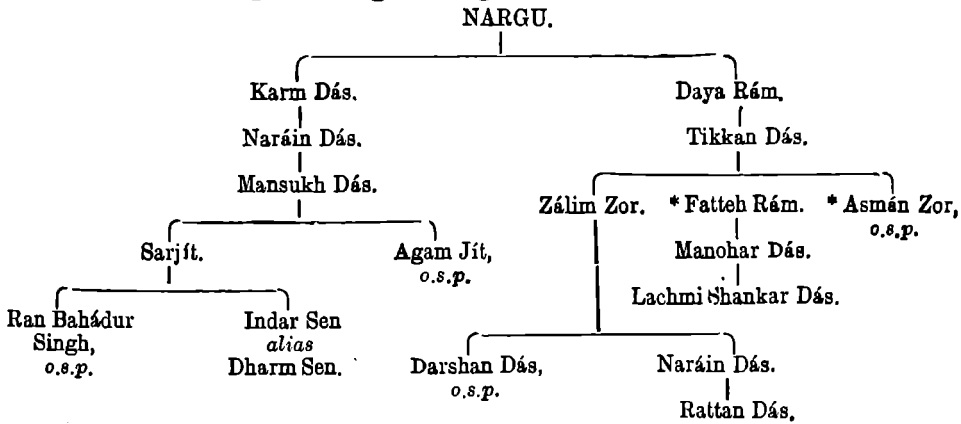 NARGU.
Karm Dás.
Daya Rám.
Naráin Dás.
Tikkan Dás.
Mansukh Dás.
Zálim Zor.
* Fatteh Rám.
* Asmán Zor,
o.s.p.
Sarjít.
Agam Jít,
o.s.p.
Manohar Dás.
Lachmi Shankar Dás.
Ran Bahádur
Singh,
o.s.p.
Indar Sen
alias
Dharm Sen.
Darshan Dás,
o.s.p.
Naráin Dás.
Rattan Dás.